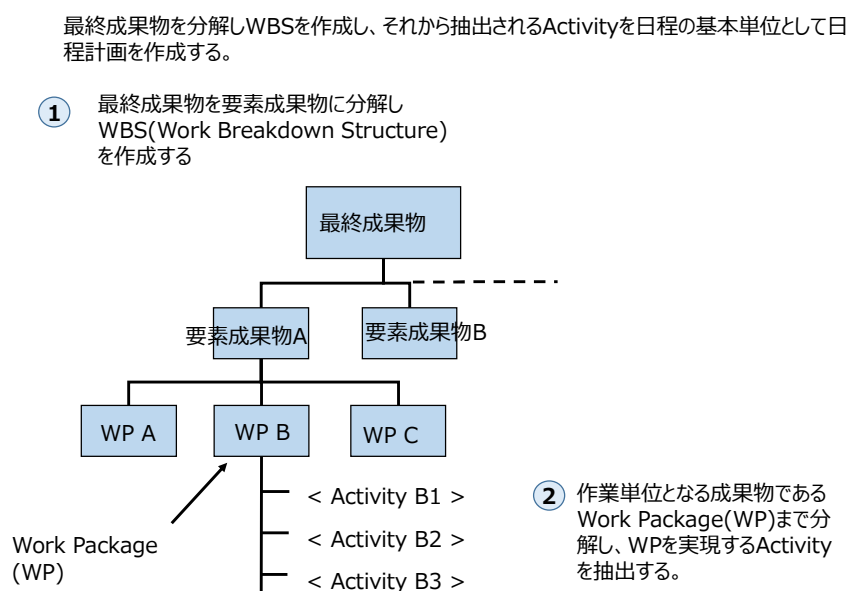 最終成果物を分解しWBSを作成し、それから抽出されるActivityを日程の基本単位として日
程計画を作成する。
1
最終成果物を要素成果物に分解し
WBS(Work Breakdown Structure)
を作成する
最終成果物
要素成果物A
要素成果物B
WP A
WP B
WP C
< Activity B1 >
< Activity B2 >
< Activity B3 >
Work Package
(WP)
2
作業単位となる成果物である
Work Package(WP)まで分
解し、WPを実現するActivity
を抽出する。